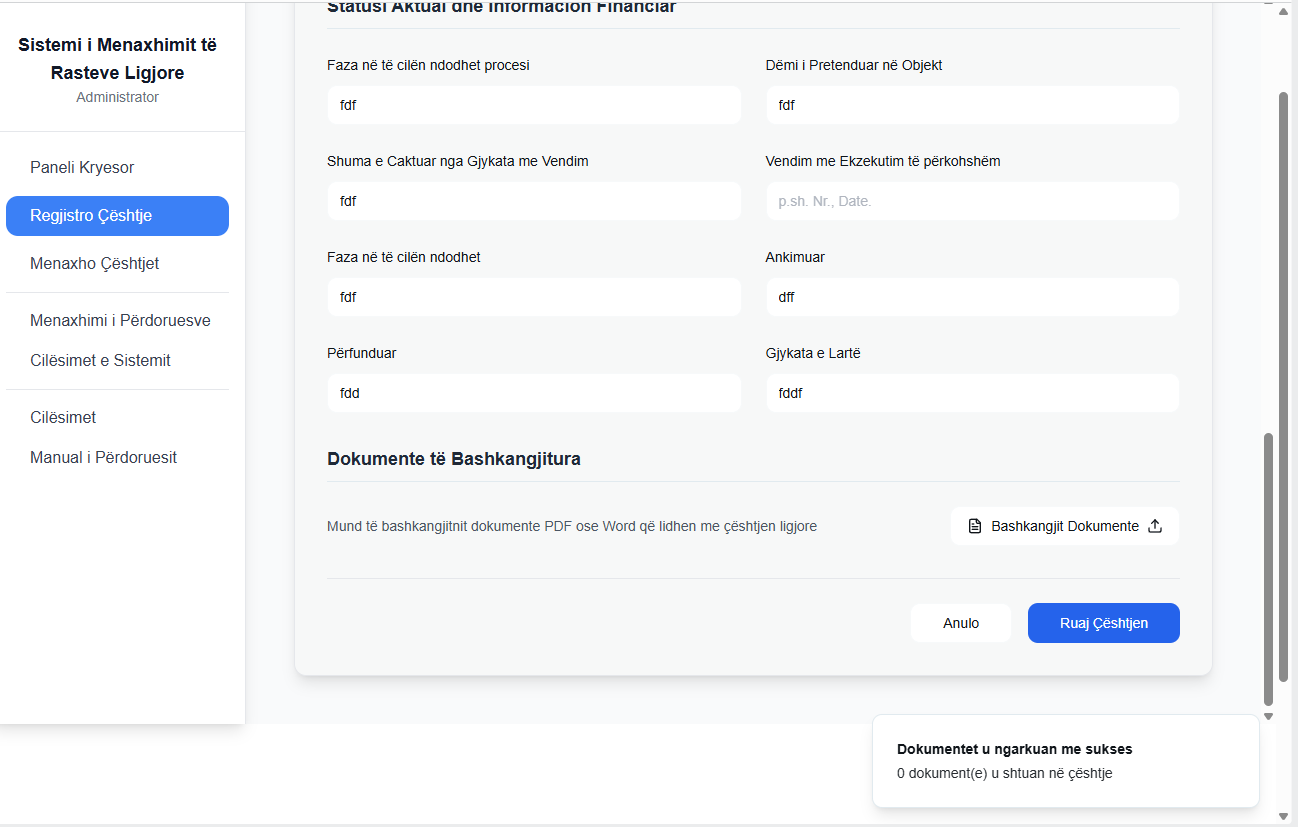 Sistemi i Menaxhimit të
Rasteve Ligjore
Administrator
Paneli Kryesor
Regjistro Çështje
Menaxho Çështjet
Menaxhimi i Përdoruesve
Cilësimet e Sistemit
Cilësimet
Manual i Përdoruesit
Statusi Aktual dhe Informacion Financiar
Faza në të cilën ndodhet procesi
Dëmi i Pretenduar në Objekt
fdf
fdf
Shuma e Caktuar nga Gjykata me Vendim
Vendim me Ekzekutim të përkohshëm
fdf
p.sh. Nr., Date.
Faza në të cilën ndodhet
Ankimuar
fdf
dff
Përfunduar
Gjykata e Lartë
fdd
fddf
Dokumente të Bashkangjitura
Mund të bashkangjitnit dokumente PDF ose Word që lidhen me çështjen ligjore
Bashkangjit Dokumente
Anulo
Ruaj Çështjen
Dokumentet u ngarkuan me sukses
0 dokument(e) u shtuan në çështje